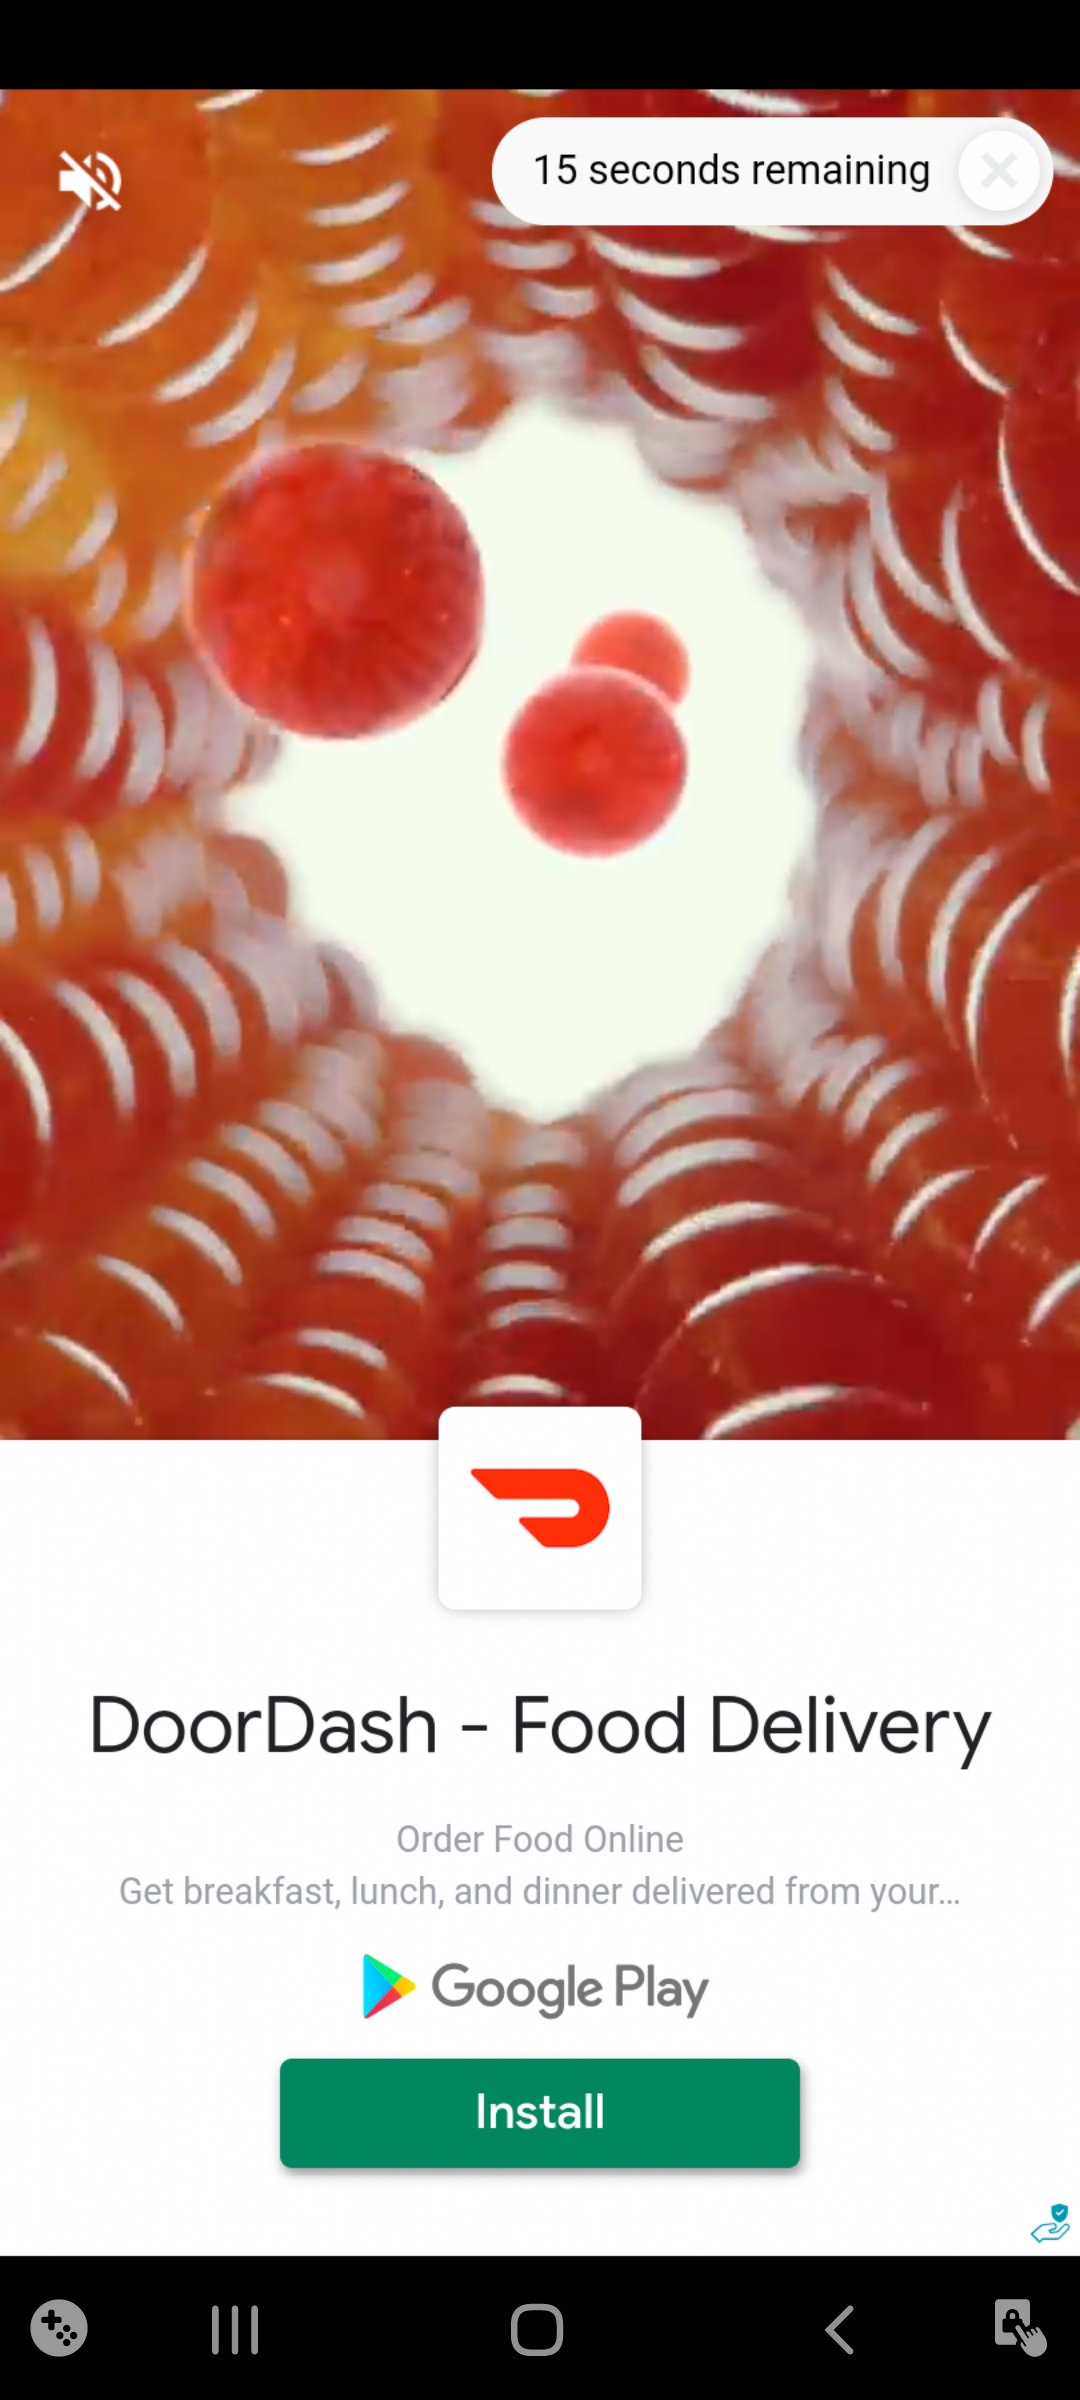 15 seconds remaining
DoorDash - Food Delivery
Order Food Online
Get breakfast, lunch, and dinner delivered from your...
Google Play
Install